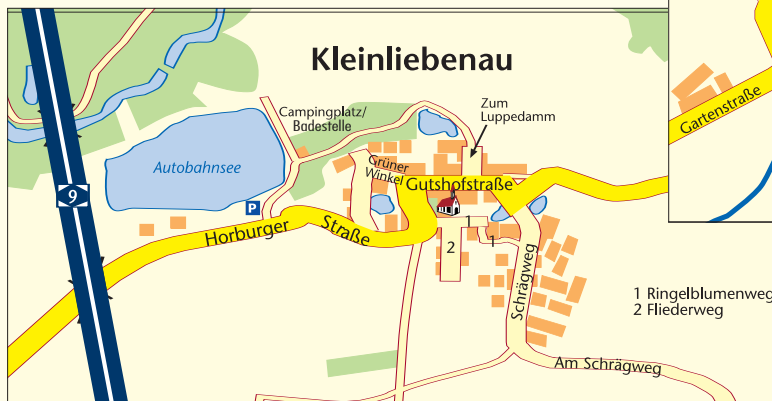 Kleinliebenau
Campingplatz/
Badestelle
Zum
Luppedamm
Gartenstraße
Autobahnsee
Grüner
Winkel
Gutshofstraße
9
P
Horburger
Straße
1
1
2
Schrägweg
1 Ringelblumenweg
2 Fliederweg
Am Schrägweg